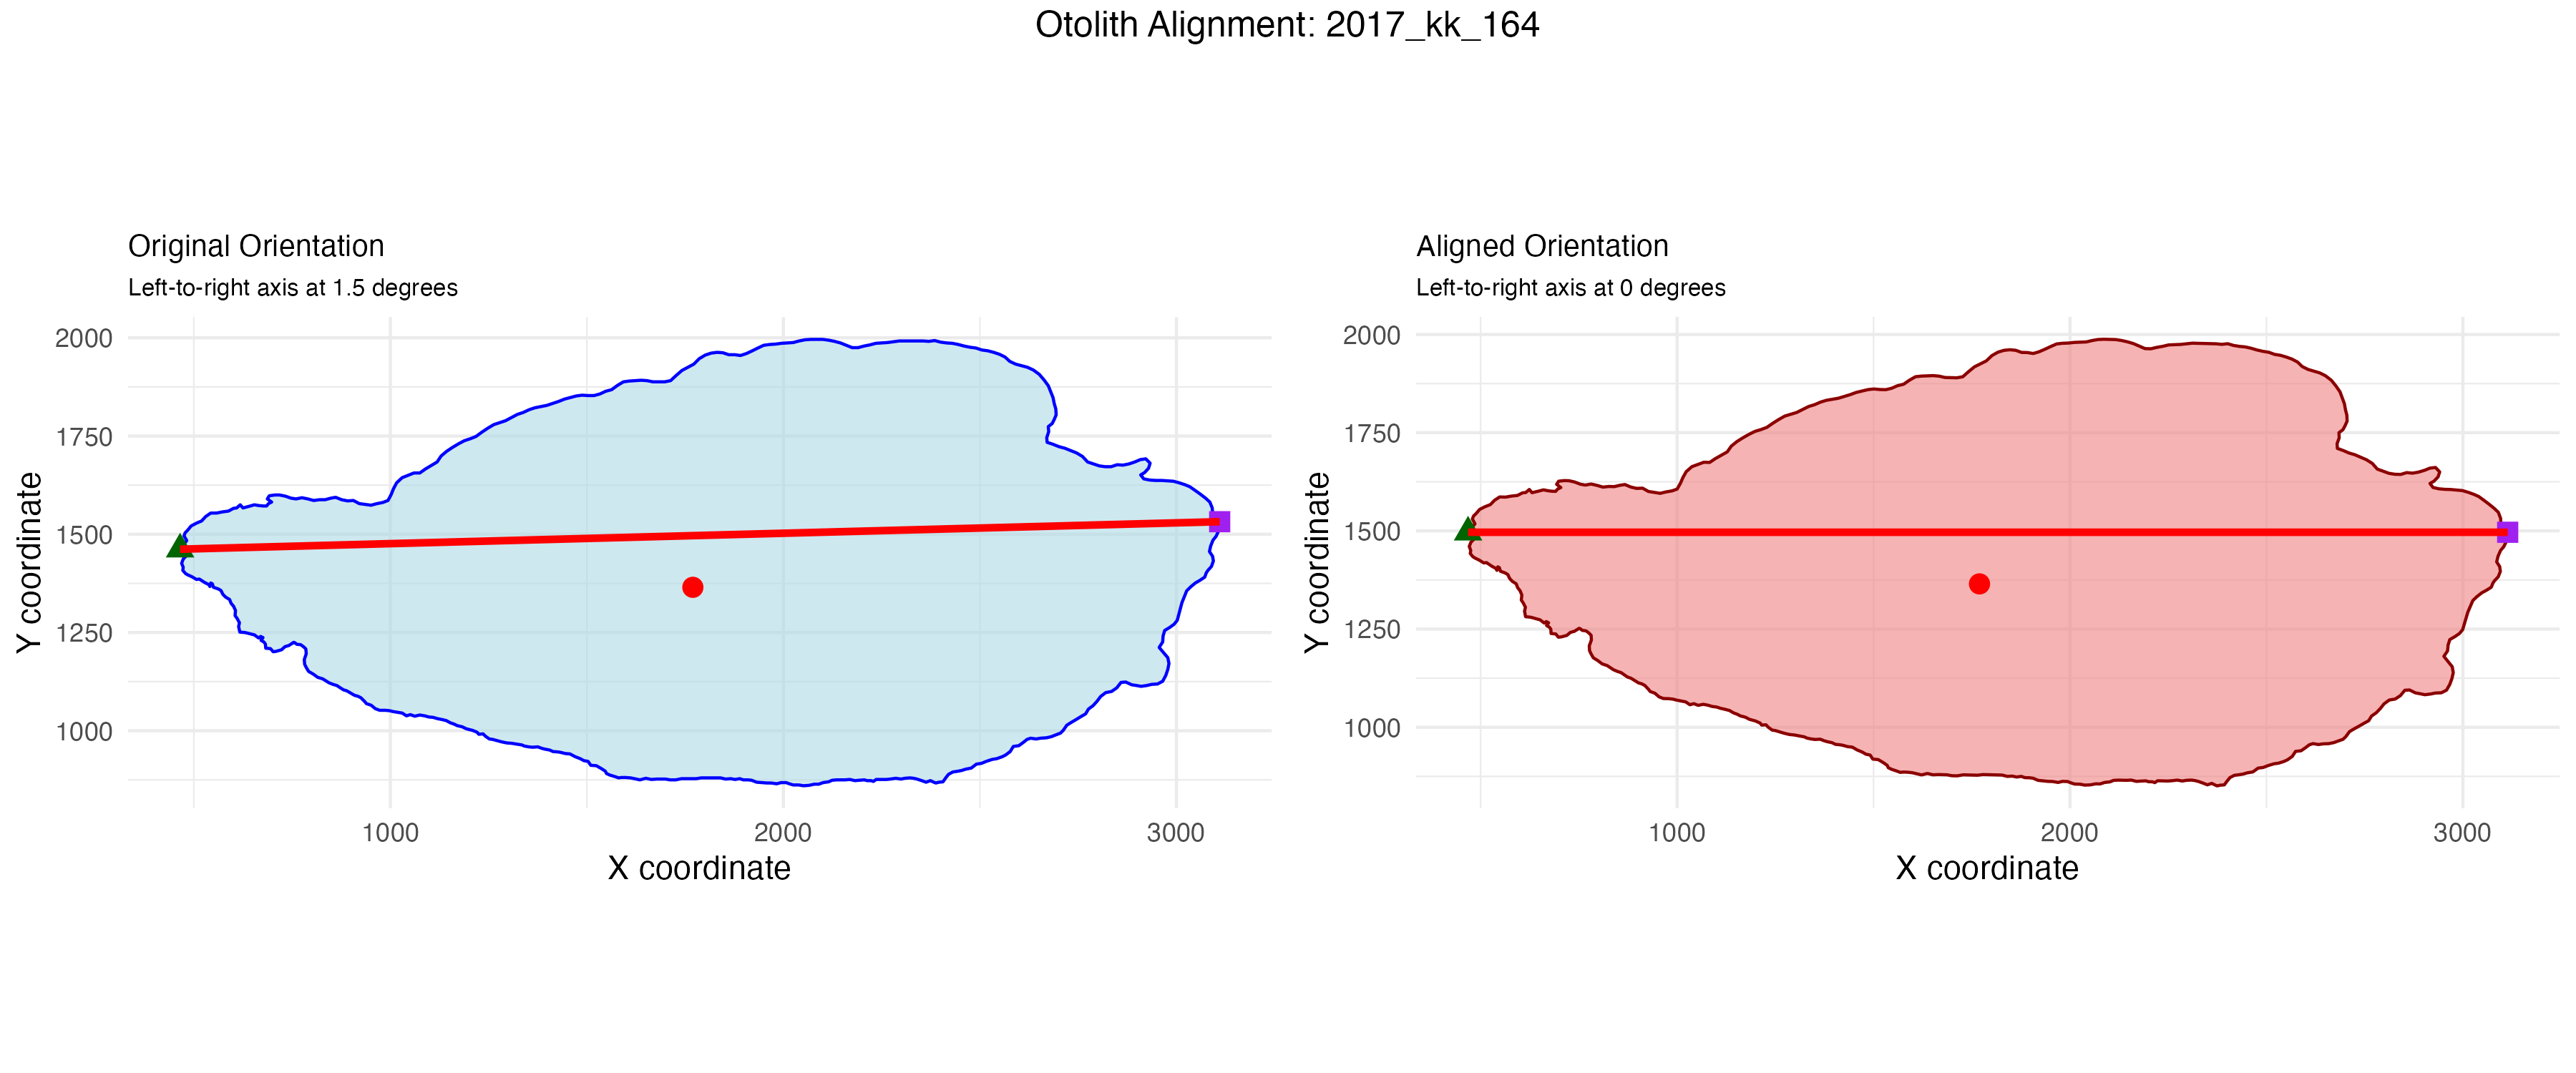 Otolith Alignment: 2017_kk_164
Original Orientation
Left-to-right axis at 1.5 degrees
2000
1750
1500
1250
1000
Y coordinate
1000
2000
3000
X coordinate
Aligned Orientation
Left-to-right axis at 0 degrees
2000
1750
1500
1250
1000
Y coordinate
1000
2000
3000
X coordinate